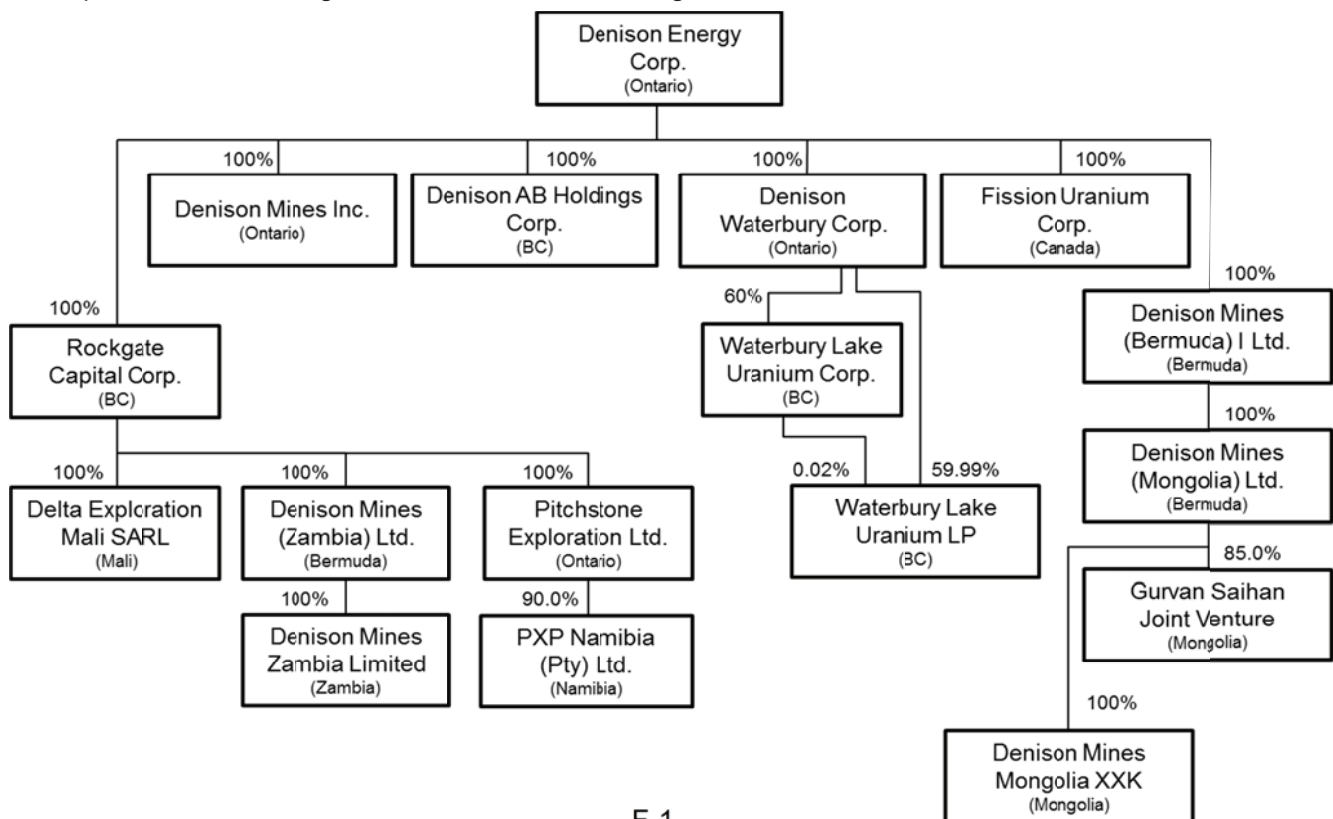 Denison Energy
Corp.
(Ontario)
100%
100%
100%
100%
Denison Mines Inc.
(Ontario)
Denison AB Holdings
Corp.
(BC)
Denison
Waterbury Corp.
(Ontario)
Fission Uranium
Corp.
(Canada)
100%
Rockgate
Capital Corp.
(BC)
60%
Waterbury Lake
Uranium Corp.
(BC)
100%
Denison Mines
(Bermuda) I Ltd.
(Bermuda)
100%
Denison Mines
(Mongolia) Ltd.
(Bermuda)
100%
Delta Exploration
Mali SARL
(Mali)
100%
Denison Mines
(Zambia) Ltd.
(Bermuda)
100%
Pitchstone
Exploration Ltd.
(Ontario)
0.02%
59.99%
Waterbury Lake
Uranium LP
(BC)
85.0%
Gurvan Saihan
Joint Venture
(Mongolia)
100%
Denison Mines
Zambia Limited
(Zambia)
90.0%
PXP Namibia
(Pty) Ltd.
(Namibia)
100%
Denison Mines
Mongolia XXK
(Mongolia)